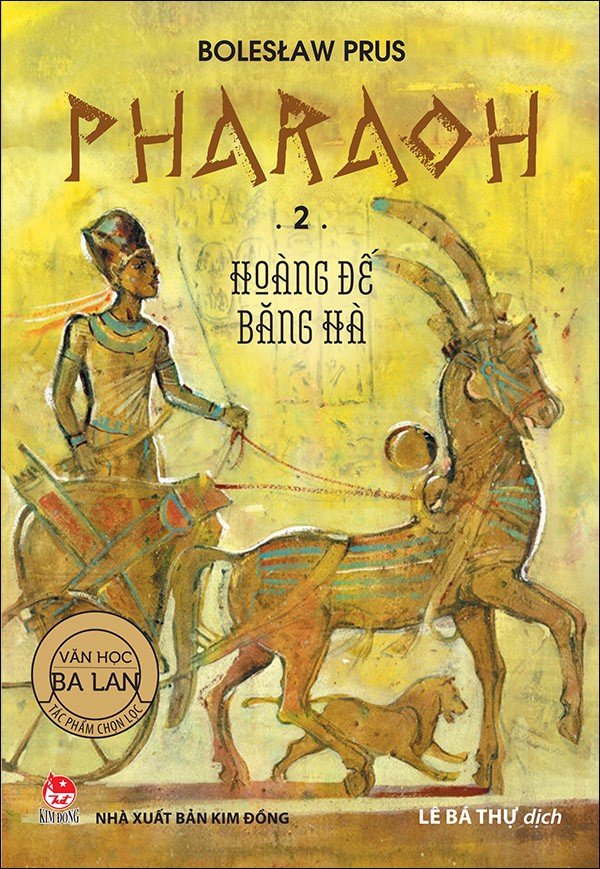 BOLESŁAW PRUS
PHARAOH
. 2 .
HOÀNG ĐẾ
BĂNG HÀ
VĂN HỌC
BA LAN
TÁC PHẨM CHỌN LỌC
KIM ĐỒNG
NHÀ XUẤT BẢN KIM ĐỒNG
LÊ BÁ THỰ dịch